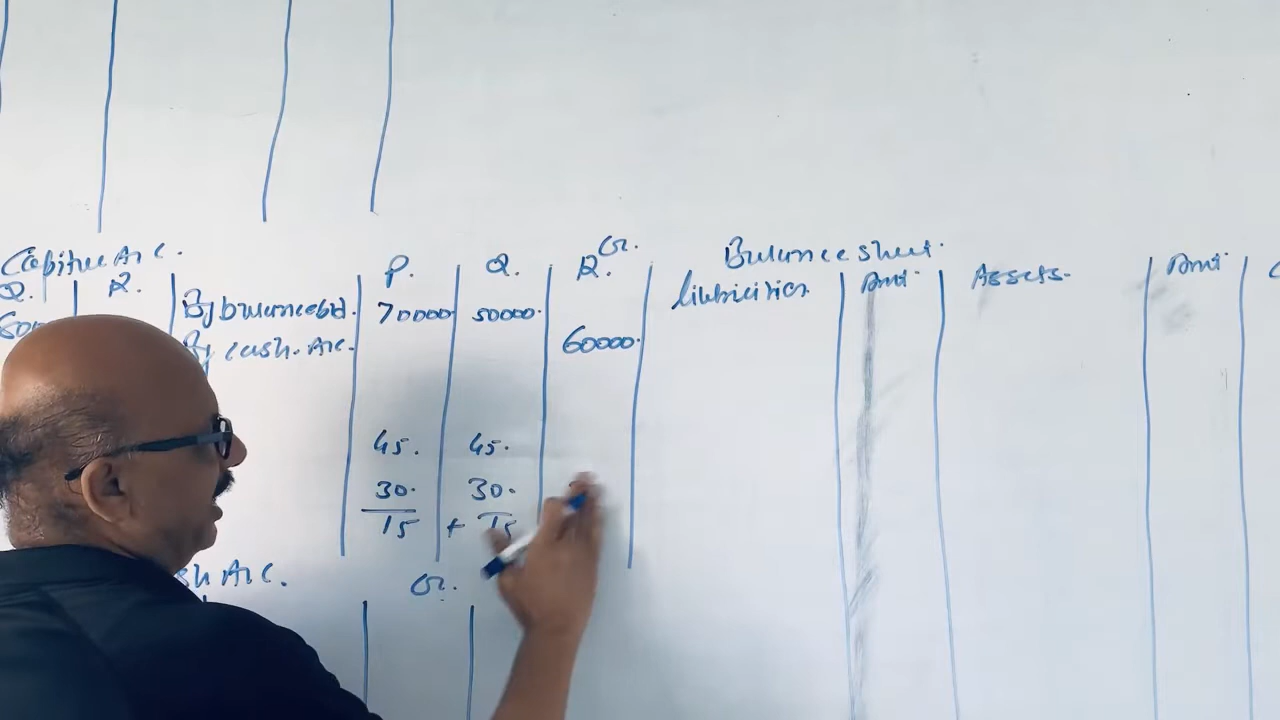 Capital A/c. Cr.
Q. R. P. Q. R.
By balance b/d. 70000 50000.
By cash A/c. 60000.
45. 45.
30. 30.
15 + 15
sh A/c. Cr.
Balance sheet.
Liabilities Amt. Assets. Amt.